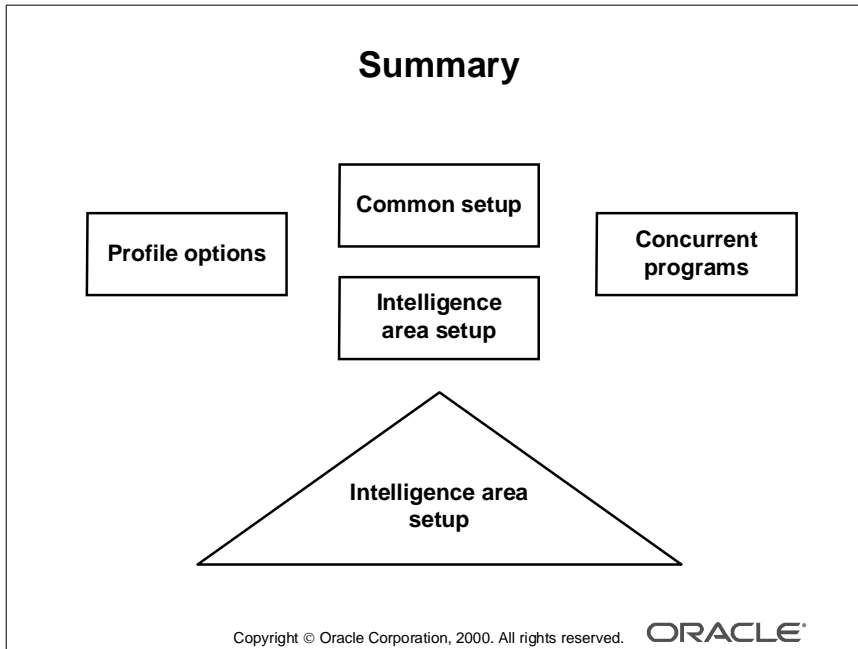 Summary
Common setup
Profile options
Concurrent
programs
Intelligence
area setup
Intelligence area
setup
Copyright © Oracle Corporation, 2000. All rights reserved.
ORACLE®